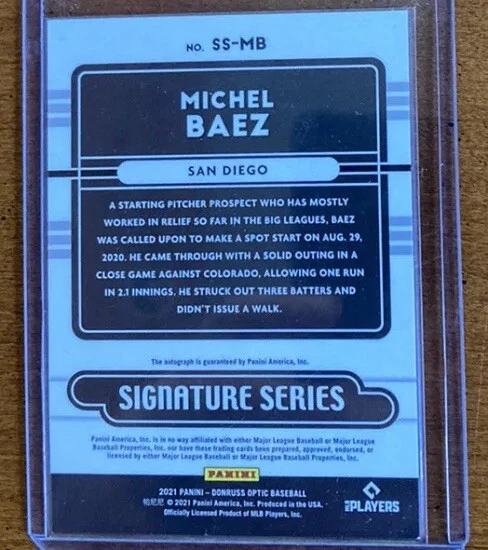 NO. SS-MB
MICHEL
BAEZ
SAN DIEGO
A STARTING PITCHER PROSPECT WHO HAS MOSTLY
WORKED IN RELIEF SO FAR IN THE BIG LEAGUES, BAEZ
WAS CALLED UPON TO MAKE A SPOT START ON AUG. 29,
2020. HE CAME THROUGH WITH A SOLID OUTING IN A
CLOSE GAME AGAINST COLORADO, ALLOWING ONE RUN
IN 2.1 INNINGS. HE STRUCK OUT THREE BATTERS AND
DIDN'T ISSUE A WALK.
The autograph is guaranteed by Panini America, Inc.
SIGNATURE SERIES
Panini America, Inc. is in no way affiliated with either Major League Baseball or Major League
Baseball Properties, Inc. nor have these trading cards been prepared, approved, endorsed, or
licensed by either Major League Baseball or Major League Baseball Properties, Inc.
PANINI
2021 PANINI – DONRUSS OPTIC BASEBALL
帕尼尼 © 2021 Panini America, Inc. Produced in the USA.
Officially Licensed Product of MLB Players, Inc.
MLB PLAYERS